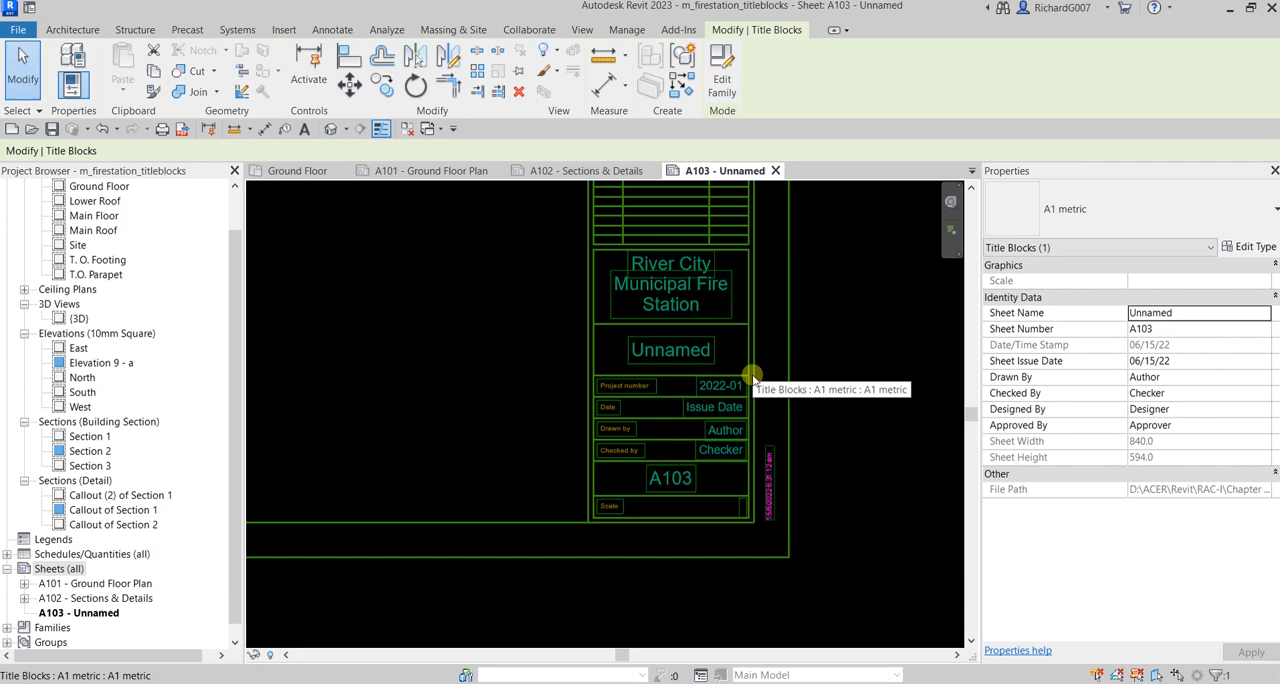 Autodesk Revit 2023 - m_firestation_titleblocks - Sheet: A103 - Unnamed
RichardG007
File Architecture Structure Precast Systems Insert Annotate Analyze Massing & Site Collaborate View Manage Add-Ins Modify | Title Blocks
Modify Paste Notch Cut Join Activate Edit Family
Select Properties Clipboard Geometry Controls Modify View Measure Create Mode
Modify | Title Blocks
Project Browser - m_firestation_titleblocks
Ground Floor
A101 - Ground Floor Plan
A102 - Sections & Details
A103 - Unnamed
Ground Floor
Lower Roof
Main Floor
Main Roof
Site
T. O. Footing
T.O. Parapet
Ceiling Plans
3D Views
{3D}
Elevations (10mm Square)
East
Elevation 9 - a
North
South
West
Sections (Building Section)
Section 1
Section 2
Section 3
Sections (Detail)
Callout (2) of Section 1
Callout of Section 1
Callout of Section 2
Legends
Schedules/Quantities (all)
Sheets (all)
A101 - Ground Floor Plan
A102 - Sections & Details
A103 - Unnamed
Families
Groups
River City
Municipal Fire
Station
Unnamed
Project number 2022-01
Date Issue Date
Drawn by Author
Checked by Checker
A103
Scale
15/6/2022 6:31:12 am
Title Blocks : A1 metric : A1 metric
Properties
A1 metric
Title Blocks (1) Edit Type
Graphics
Scale
Identity Data
Sheet Name Unnamed
Sheet Number A103
Date/Time Stamp 06/15/22
Sheet Issue Date 06/15/22
Drawn By Author
Checked By Checker
Designed By Designer
Approved By Approver
Sheet Width 840.0
Sheet Height 594.0
Other
File Path D:\ACER\Revit\RAC-I\Chapter ...
Properties help Apply
Title Blocks : A1 metric : A1 metric
:0
Main Model
:1